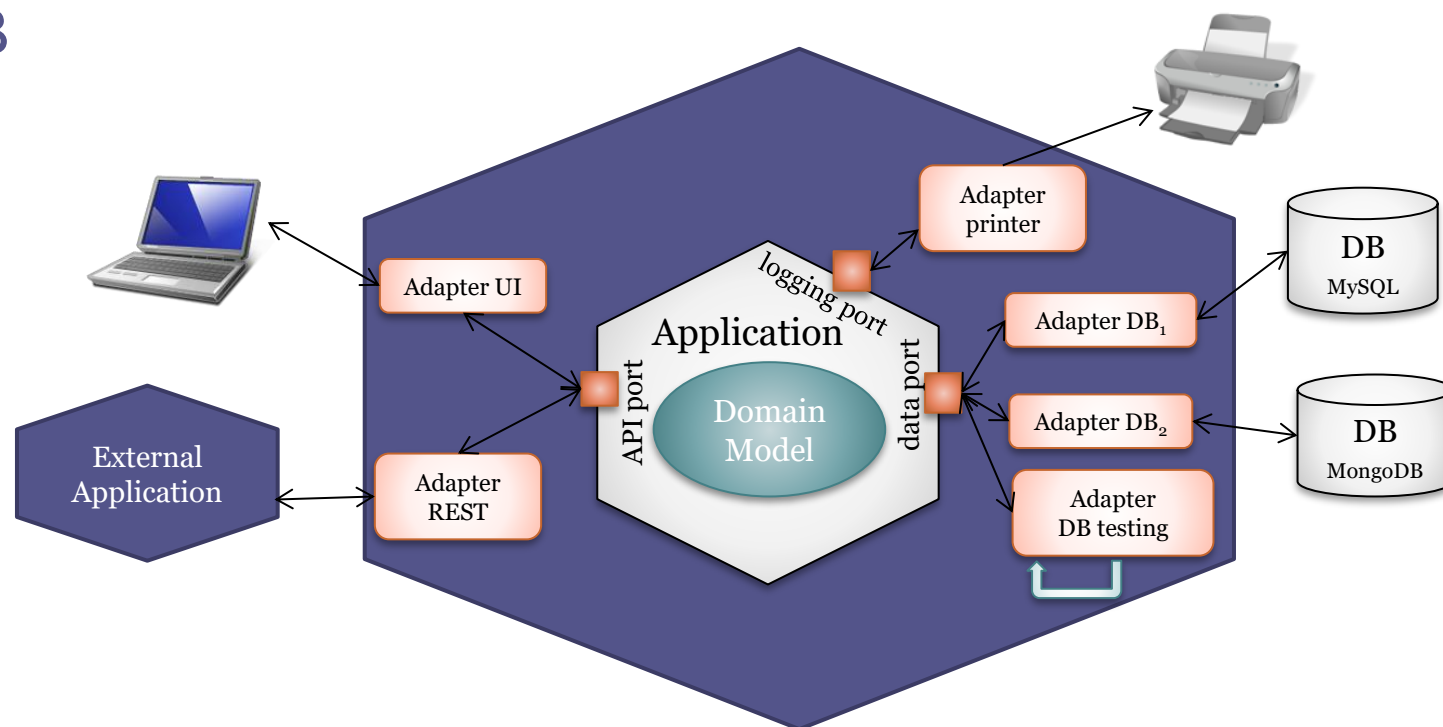 Adapter
printer
DB
MySQL
logging port
Adapter UI
Adapter DB₁
Application
API port
data port
Domain
Model
Adapter DB₂
DB
MongoDB
External
Application
Adapter
REST
Adapter
DB testing